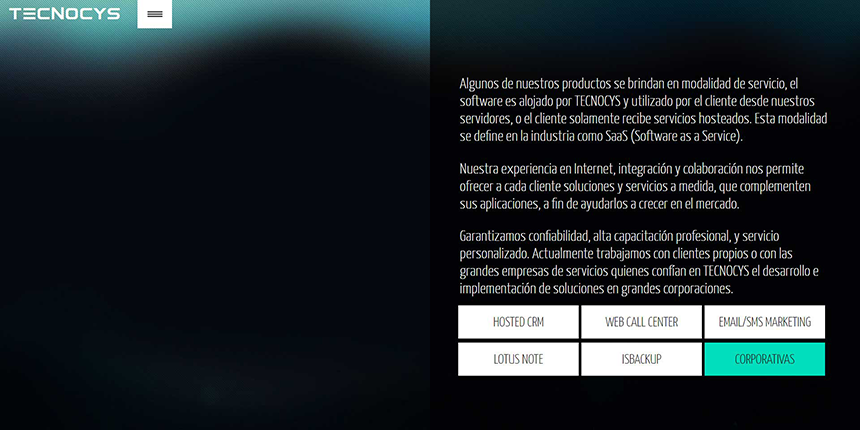 TECNOCYS
Algunos de nuestros productos se brindan en modalidad de servicio, el
software es alojado por TECNOCYS y utilizado por el cliente desde nuestros
servidores, o el cliente solamente recibe servicios hosteados. Esta modalidad
se define en la industria como SaaS (Software as a Service).
Nuestra experiencia en Internet, integración y colaboración nos permite
ofrecer a cada cliente soluciones y servicios a medida, que complementen
sus aplicaciones, a fin de ayudarlos a crecer en el mercado.
Garantizamos confiabilidad, alta capacitación profesional, y servicio
personalizado. Actualmente trabajamos con clientes propios o con las
grandes empresas de servicios quienes confían en TECNOCYS el desarrollo e
implementación de soluciones en grandes corporaciones.
HOSTED CRM WEB CALL CENTER EMAIL/SMS MARKETING
LOTUS NOTE ISBACKUP CORPORATIVAS